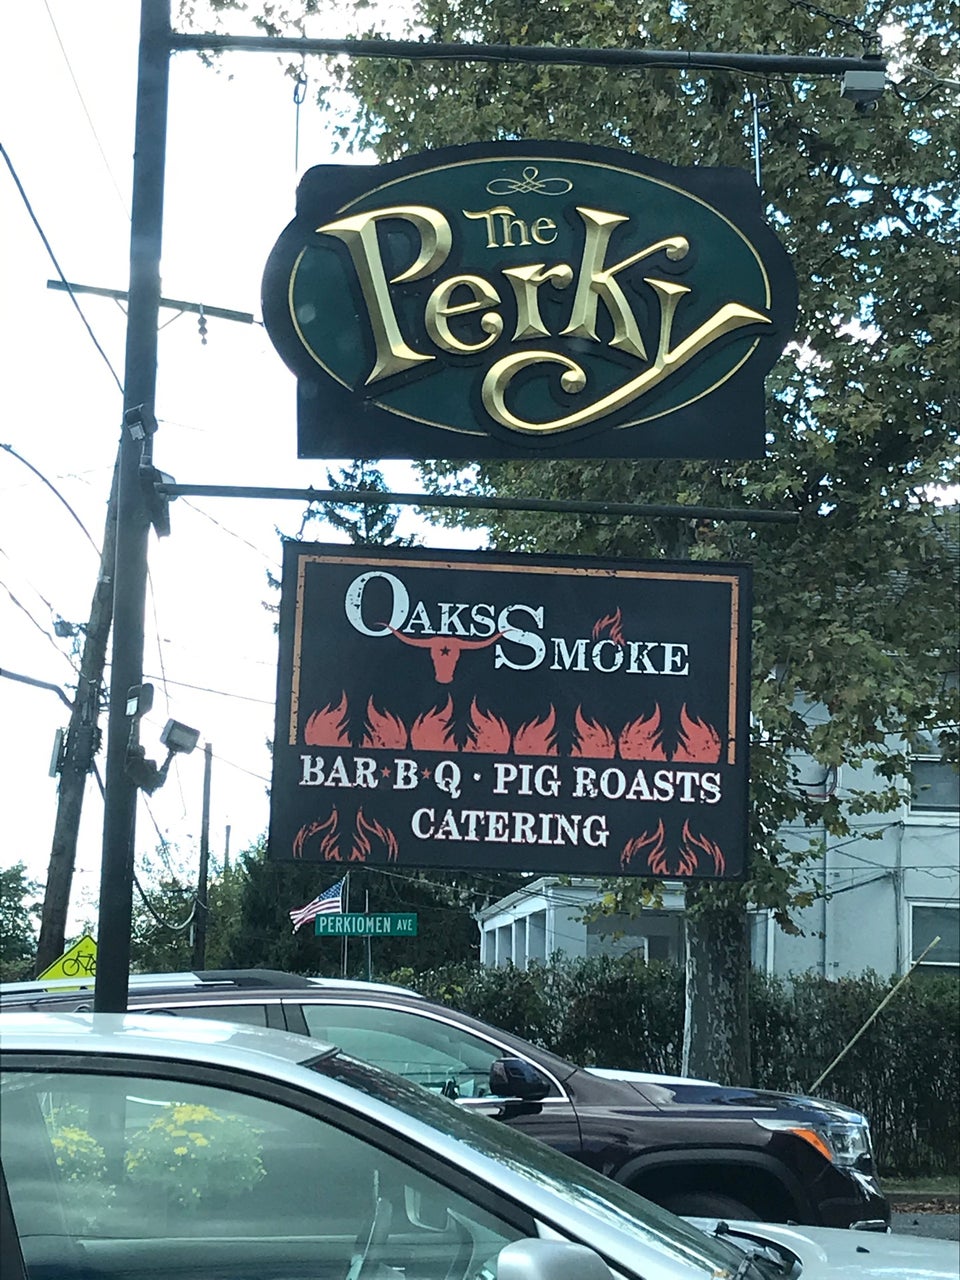 The
Perky
OAKS SMOKE
BAR★B★Q · PIG ROASTS
CATERING
PERKIOMEN AVE